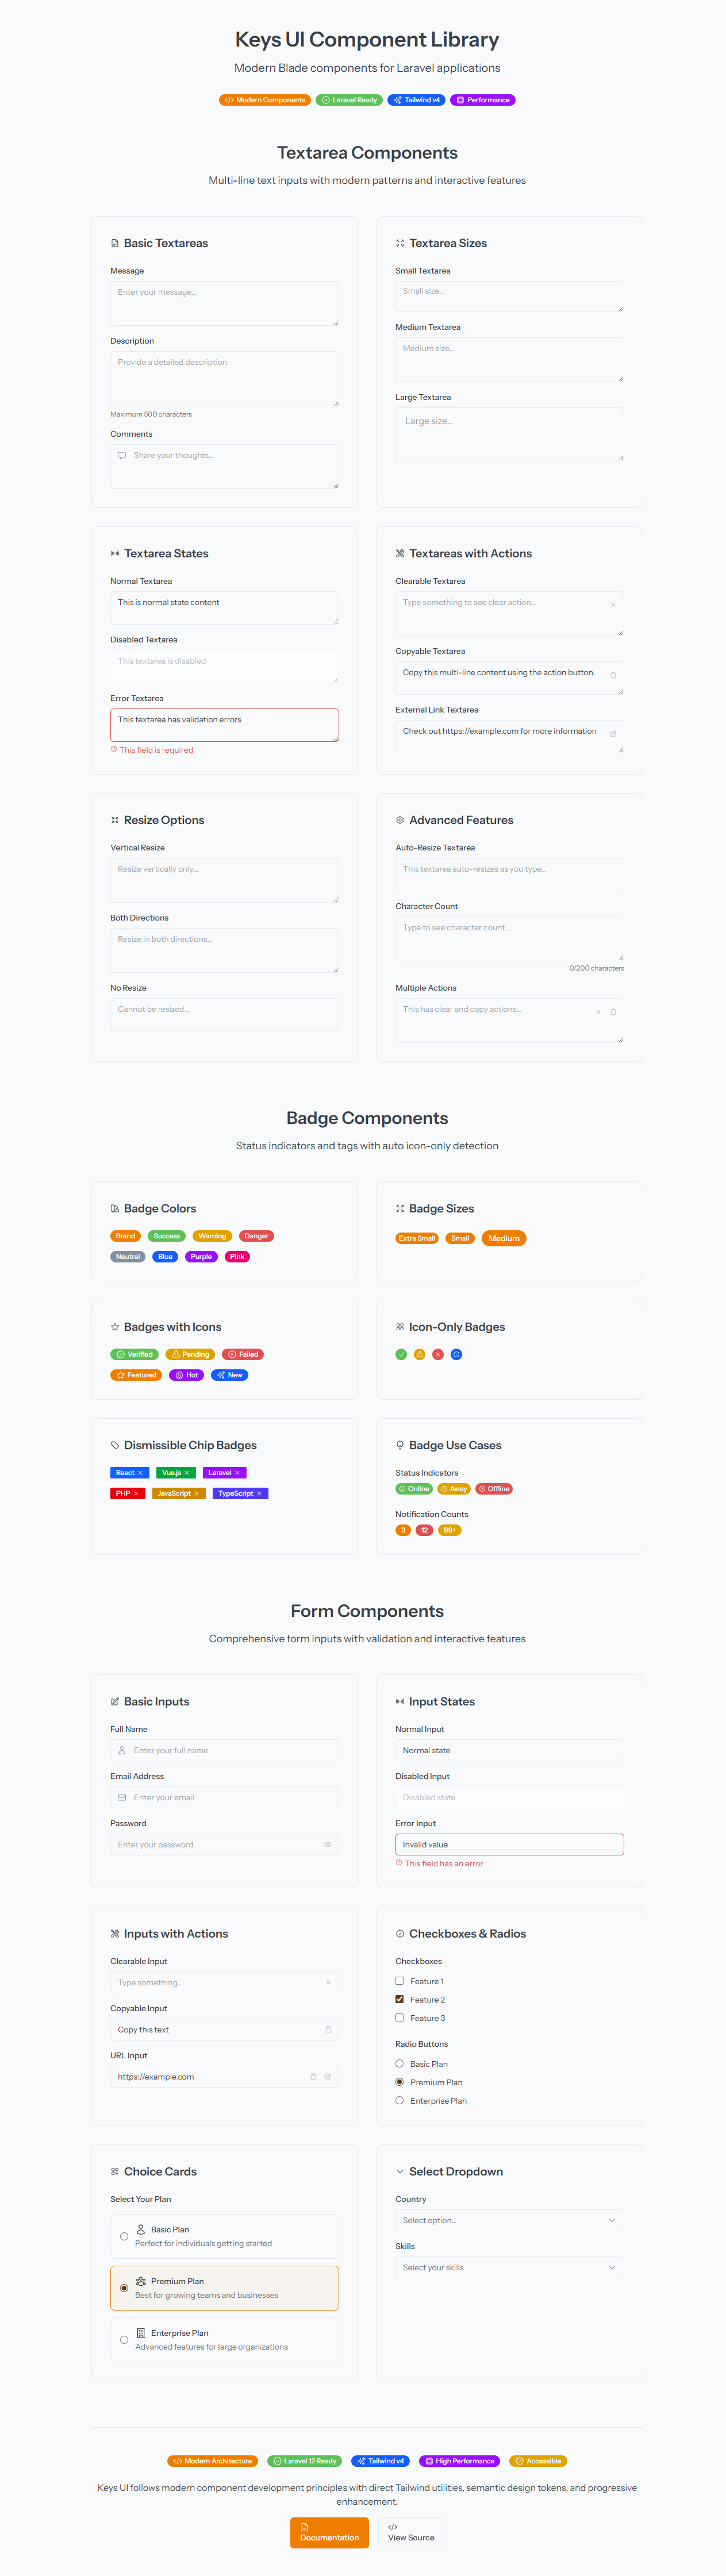 Keys UI Component Library
Modern Blade components for Laravel applications
Modern Components Laravel Ready Tailwind v4 Performance
Textarea Components
Multi-line text inputs with modern patterns and interactive features
Basic Textareas
Message
Enter your message...
Description
Provide a detailed description
Maximum 500 characters
Comments
Share your thoughts...
Textarea Sizes
Small Textarea
Small size...
Medium Textarea
Medium size...
Large Textarea
Large size...
Textarea States
Normal Textarea
This is normal state content
Disabled Textarea
This textarea is disabled
Error Textarea
This textarea has validation errors
This field is required
Textareas with Actions
Clearable Textarea
Type something to see clear action...
Copyable Textarea
Copy this multi-line content using the action button.
External Link Textarea
Check out https://example.com for more information
Resize Options
Vertical Resize
Resize vertically only...
Both Directions
Resize in both directions...
No Resize
Cannot be resized...
Advanced Features
Auto-Resize Textarea
This textarea auto-resizes as you type...
Character Count
Type to see character count...
0/200 characters
Multiple Actions
This has clear and copy actions...
Badge Components
Status indicators and tags with auto icon-only detection
Badge Colors
Brand Success Warning Danger
Neutral Blue Purple Pink
Badge Sizes
Extra Small Small Medium
Badges with Icons
Verified Pending Failed
Featured Hot New
Icon-Only Badges
Dismissible Chip Badges
React Vue.js Laravel
PHP JavaScript TypeScript
Badge Use Cases
Status Indicators
Online Away Offline
Notification Counts
3 12 99+
Form Components
Comprehensive form inputs with validation and interactive features
Basic Inputs
Full Name
Enter your full name
Email Address
Enter your email
Password
Enter your password
Input States
Normal Input
Normal state
Disabled Input
Disabled state
Error Input
Invalid value
This field has an error
Inputs with Actions
Clearable Input
Type something...
Copyable Input
Copy this text
URL Input
https://example.com
Checkboxes & Radios
Checkboxes
Feature 1
Feature 2
Feature 3
Radio Buttons
Basic Plan
Premium Plan
Enterprise Plan
Choice Cards
Select Your Plan
Basic Plan
Perfect for individuals getting started
Premium Plan
Best for growing teams and businesses
Enterprise Plan
Advanced features for large organizations
Select Dropdown
Country
Select option...
Skills
Select your skills
Modern Architecture Laravel 12 Ready Tailwind v4 High Performance Accessible
Keys UI follows modern component development principles with direct Tailwind utilities, semantic design tokens, and progressive
enhancement.
Documentation
View Source